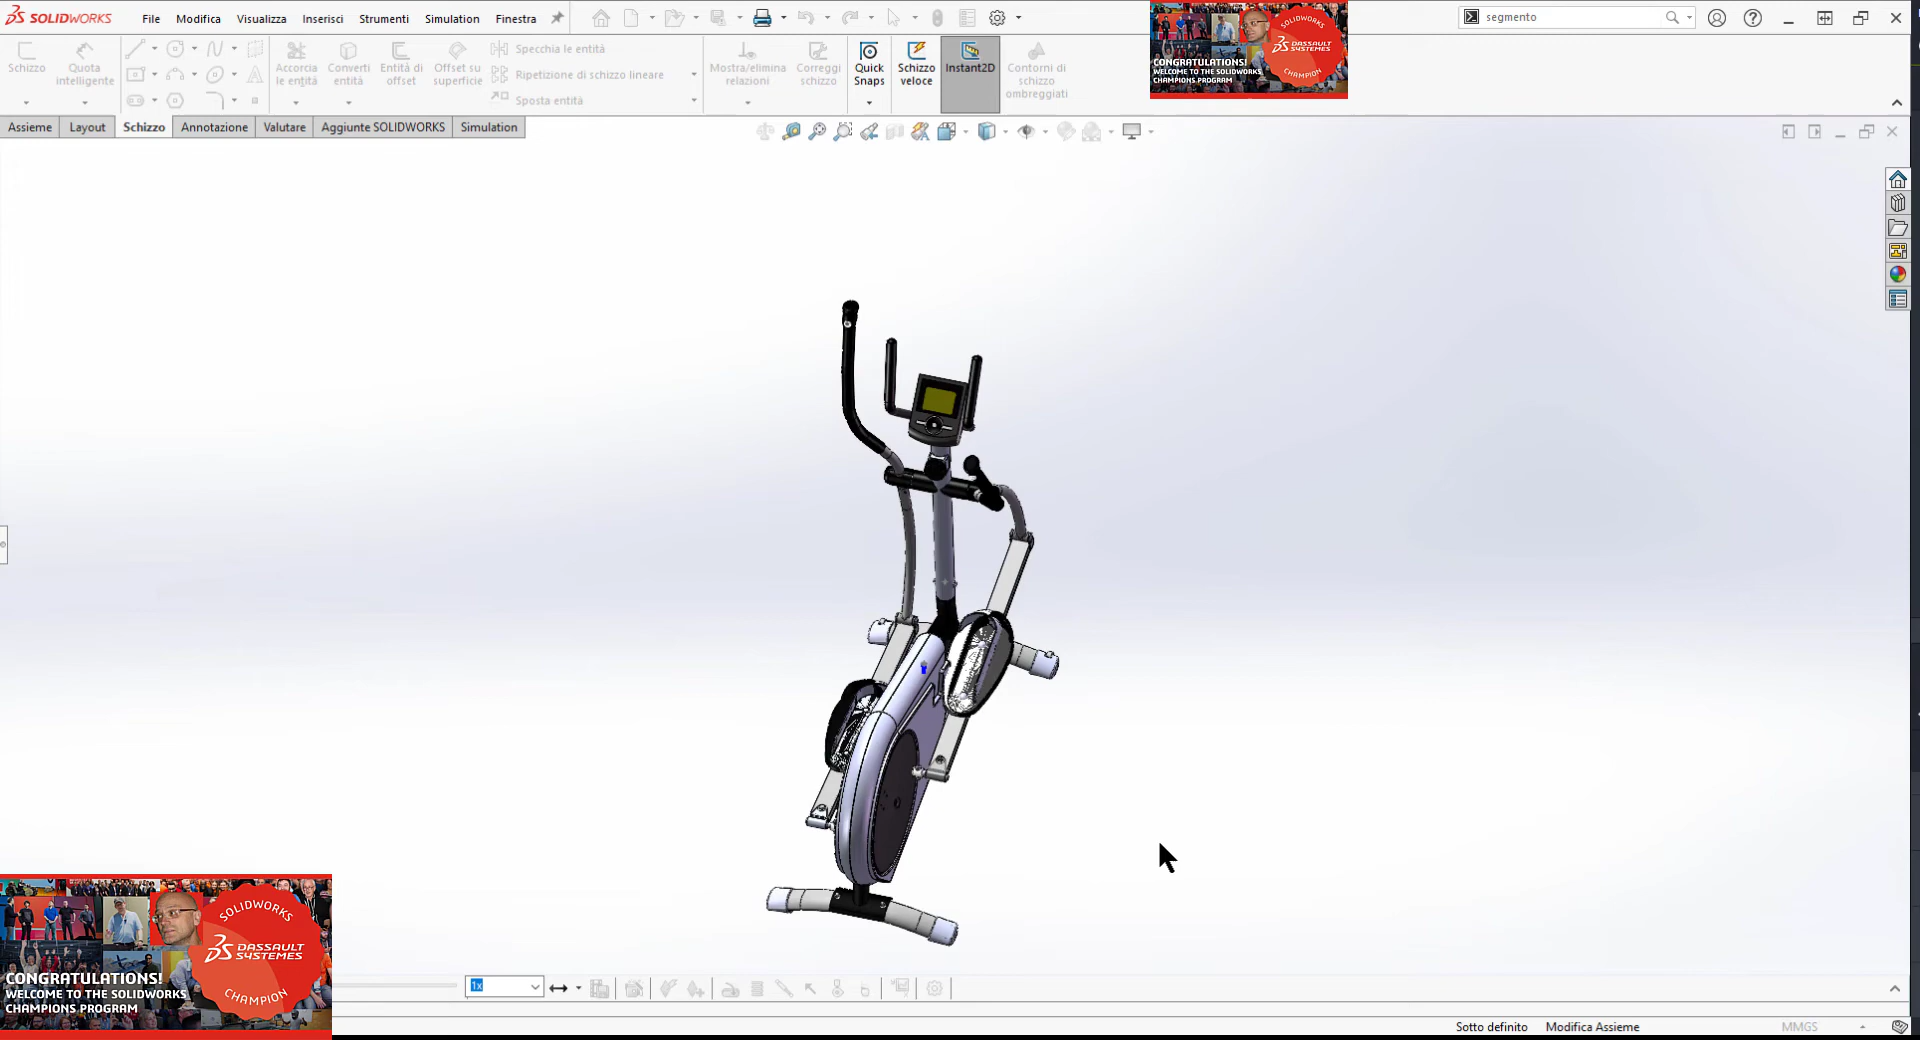 SOLIDWORKS
File Modifica Visualizza Inserisci Strumenti Simulation Finestra
segmento
Schizzo
Quota intelligente
Accorcia le entità
Converti entità
Entità di offset
Offset su superficie
Specchia le entità
Ripetizione di schizzo lineare
Sposta entità
Mostra/elimina relazioni
Correggi schizzo
Quick Snaps
Schizzo veloce
Instant2D
Contorni di schizzo ombreggiati
SOLIDWORKS
DASSAULT SYSTEMES
CHAMPION
CONGRATULATIONS!
WELCOME TO THE SOLIDWORKS
CHAMPIONS PROGRAM
Assieme Layout Schizzo Annotazione Valutare Aggiunte SOLIDWORKS Simulation
SOLIDWORKS
DASSAULT SYSTEMES
CHAMPION
CONGRATULATIONS!
WELCOME TO THE SOLIDWORKS
CHAMPIONS PROGRAM
1x
Sotto definito Modifica Assieme MMGS